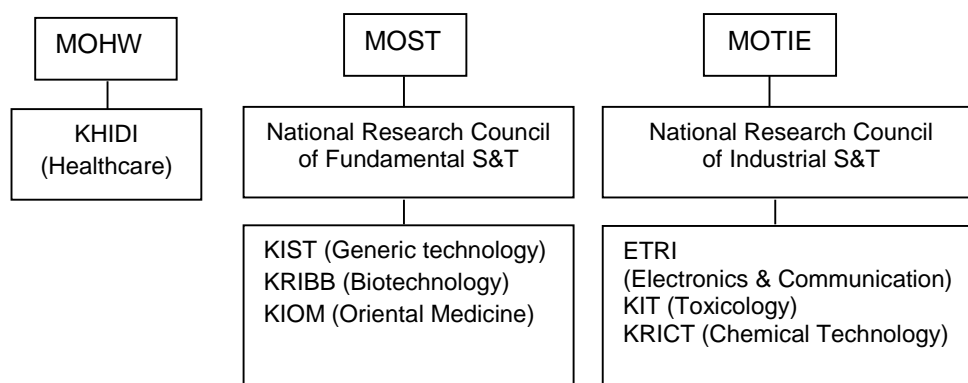 MOHW
KHIDI
(Healthcare)
MOST
National Research Council
of Fundamental S&T
KIST (Generic technology)
KRIBB (Biotechnology)
KIOM (Oriental Medicine)
MOTIE
National Research Council
of Industrial S&T
ETRI
(Electronics & Communication)
KIT (Toxicology)
KRICT (Chemical Technology)